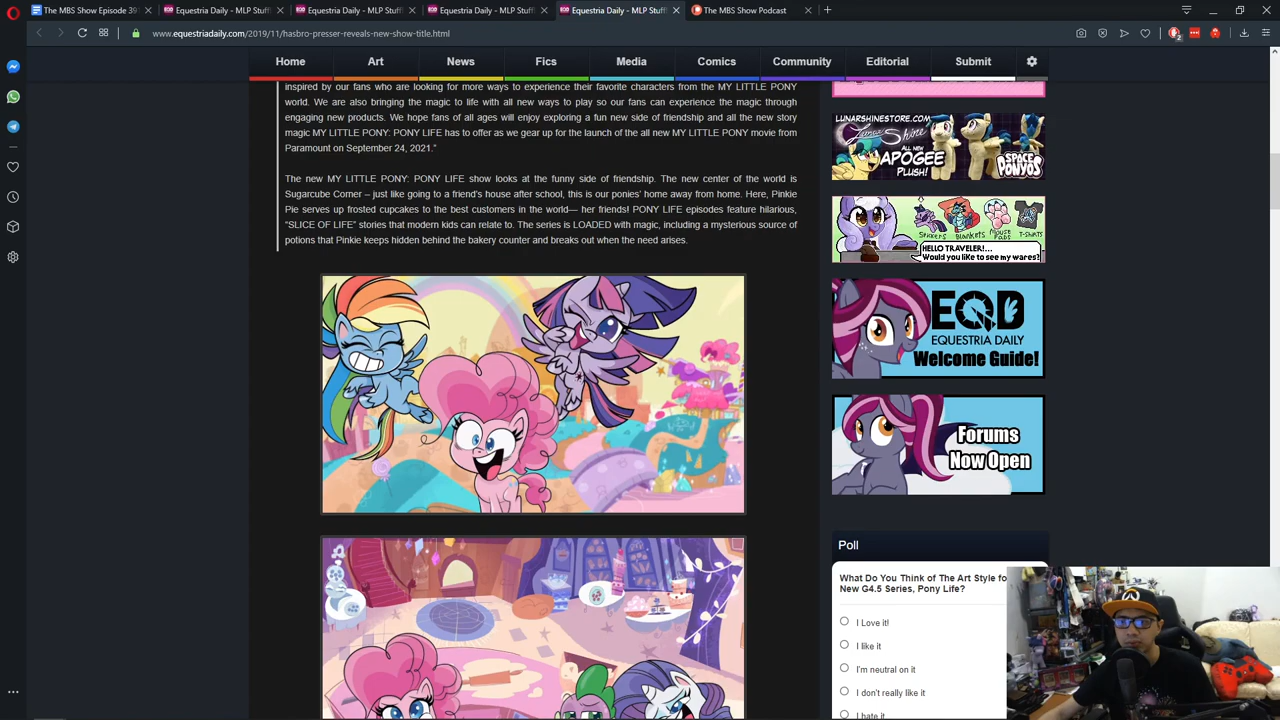 The MBS Show Episode 39
Equestria Daily - MLP Stuff
Equestria Daily - MLP Stuff
Equestria Daily - MLP Stuff
Equestria Daily - MLP Stuff
The MBS Show Podcast
www.equestriadaily.com/2019/11/hasbro-presser-reveals-new-show-title.html
2
Home Art News Fics Media Comics Community Editorial Submit
inspired by our fans who are looking for more ways to experience their favorite characters from the MY LITTLE PONY
world. We are also bringing the magic to life with all new ways to play so our fans can experience the magic through
engaging new products. We hope fans of all ages will enjoy exploring a fun new side of friendship and all the new story
magic MY LITTLE PONY: PONY LIFE has to offer as we gear up for the launch of the all new MY LITTLE PONY movie from
Paramount on September 24, 2021."
The new MY LITTLE PONY: PONY LIFE show looks at the funny side of friendship. The new center of the world is
Sugarcube Corner – just like going to a friend's house after school, this is our ponies' home away from home. Here, Pinkie
Pie serves up frosted cupcakes to the best customers in the world— her friends! PONY LIFE episodes feature hilarious,
"SLICE OF LIFE" stories that modern kids can relate to. The series is LOADED with magic, including a mysterious source of
potions that Pinkie keeps hidden behind the bakery counter and breaks out when the need arises.
LUNARSHINESTORE.COM
Lunar Shine
ALL NEW
APOGEE
PLUSH!
SPACE
PONYOS
STICKERS BLANKETS MOUSE PADS T-SHIRTS
HELLO TRAVELER!...
Would you like to see my wares?
EQD
EQUESTRIA DAILY
Welcome Guide!
Forums
Now Open
Poll
What Do You Think of The Art Style fo
New G4.5 Series, Pony Life?
I Love it!
I like it
I'm neutral on it
I don't really like it
I hate it